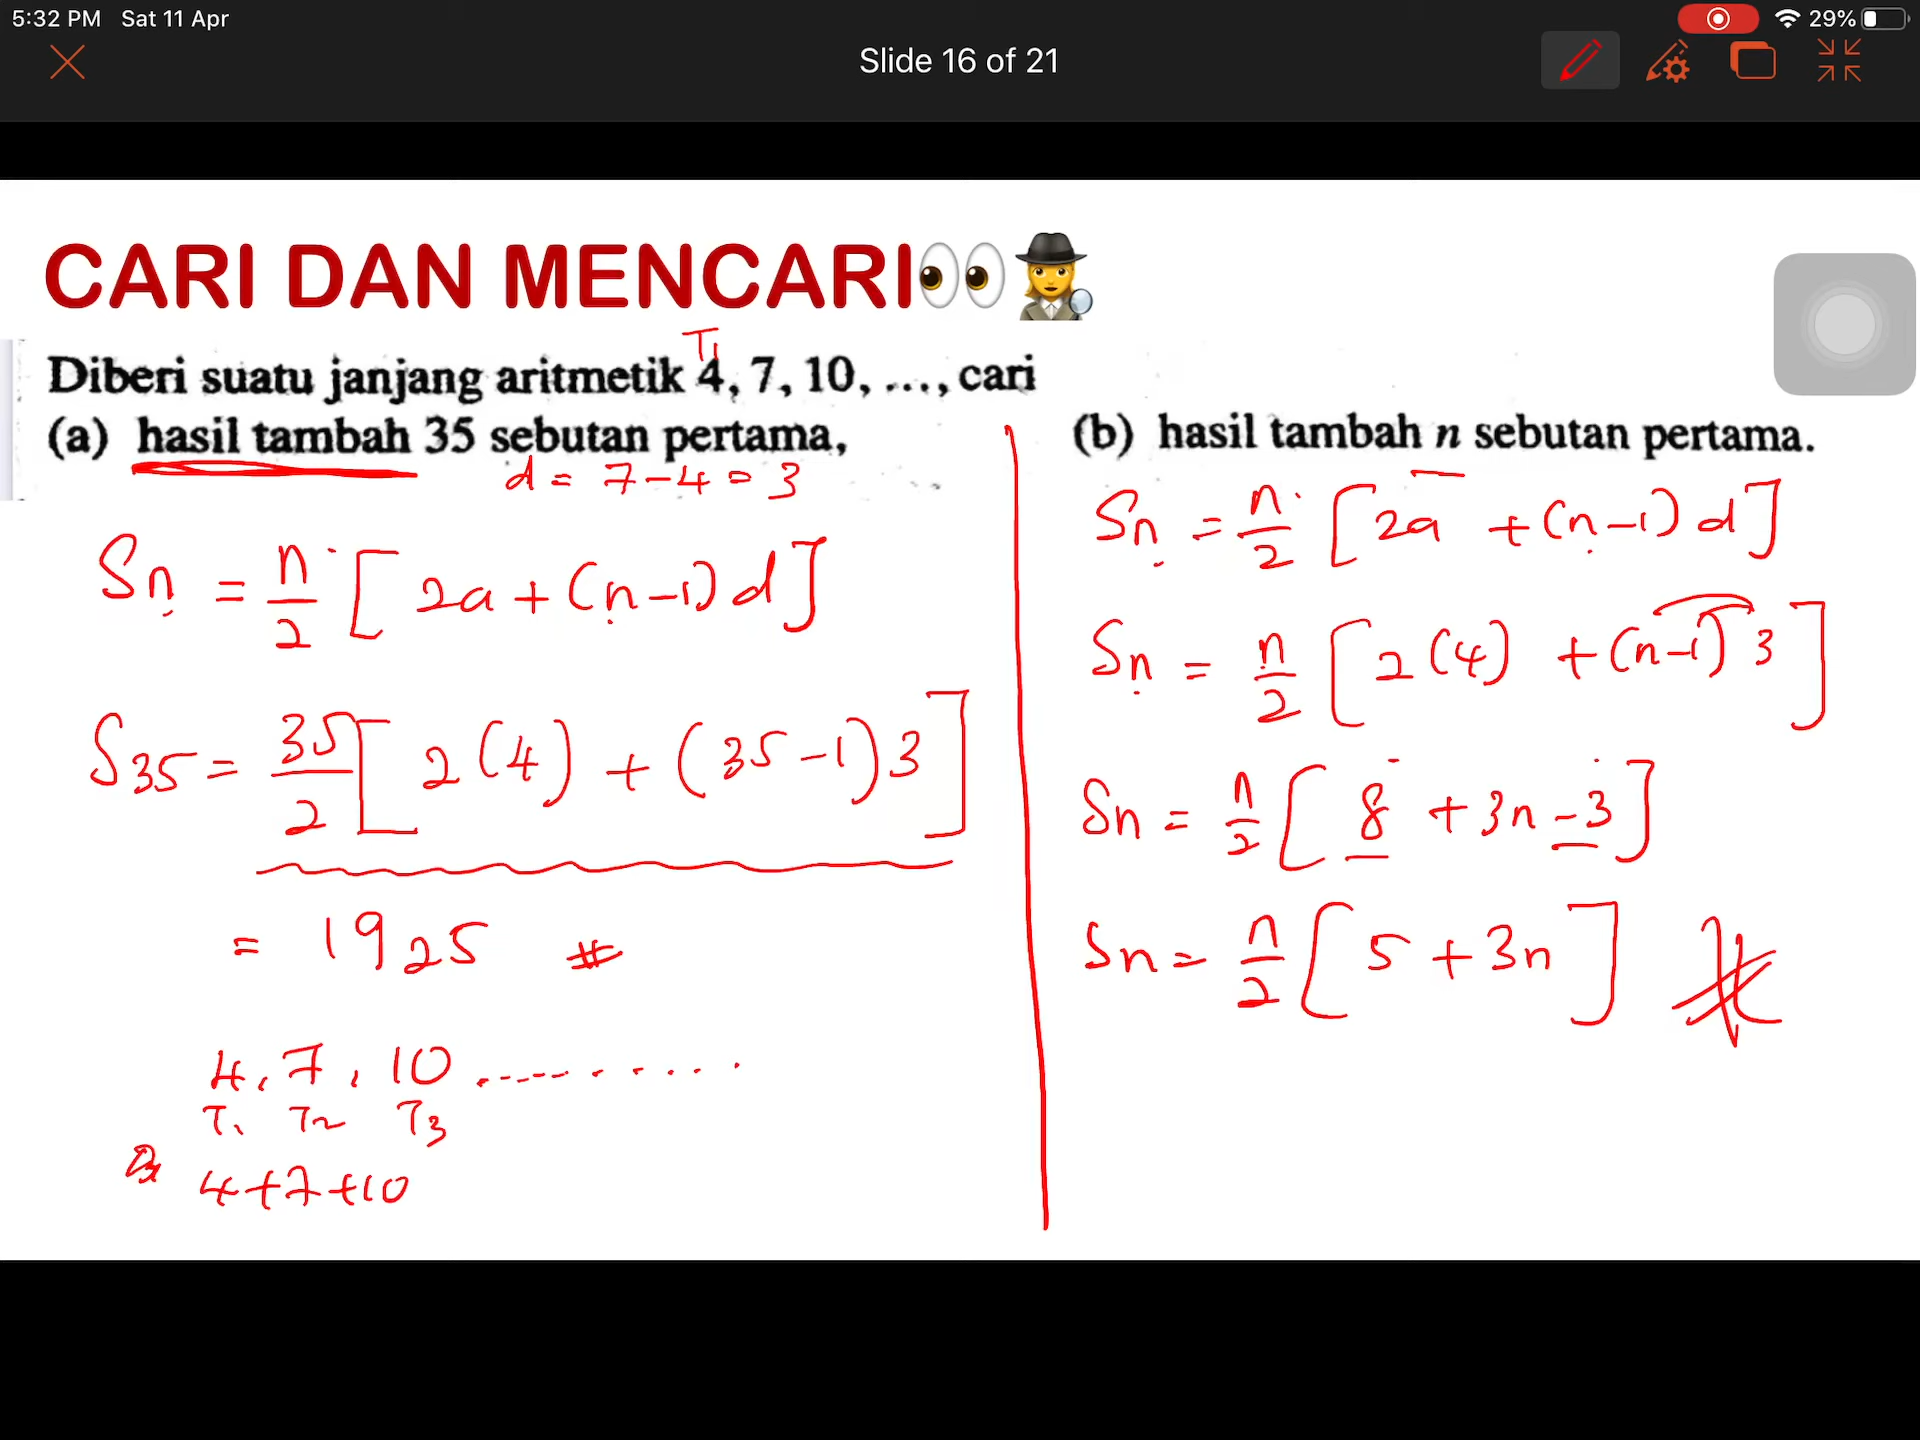 5:32 PM Sat 11 Apr
29%
Slide 16 of 21
CARI DAN MENCARI
T1
Diberi suatu janjang aritmetik 4, 7, 10, ..., cari
(a) hasil tambah 35 sebutan pertama,
d = 7 - 4 = 3
Sn = n/2 [ 2a + (n-1) d ]
S35 = 35/2 [ 2(4) + (35-1)3 ]
= 1925 #
4, 7, 10 ..........
T1 T2 T3
4+7+10
(b) hasil tambah n sebutan pertama.
Sn = n/2 [ 2a + (n-1) d ]
Sn = n/2 [ 2(4) + (n-1) 3 ]
Sn = n/2 [ 8 + 3n - 3 ]
Sn = n/2 [ 5 + 3n ] #